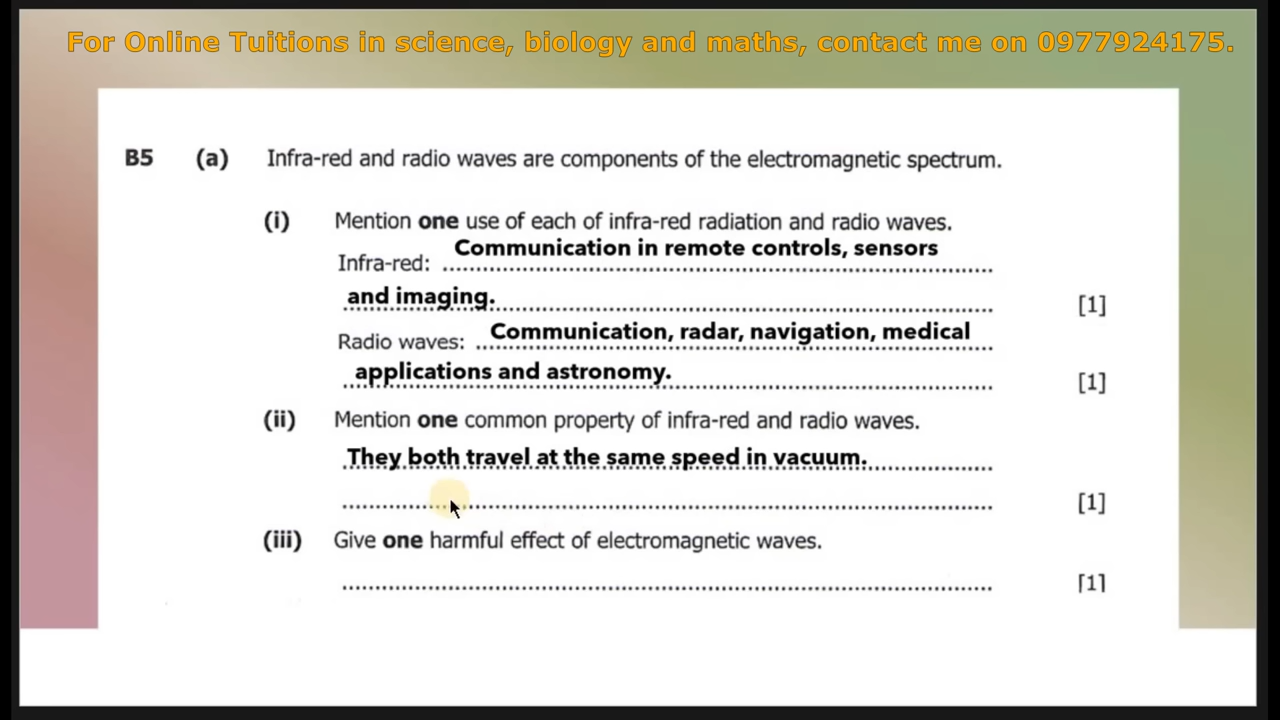 For Online Tuitions in science, biology and maths, contact me on 0977924175.
B5 (a) Infra-red and radio waves are components of the electromagnetic spectrum.
(i) Mention one use of each of infra-red radiation and radio waves.
Infra-red: Communication in remote controls, sensors
and imaging. [1]
Radio waves: Communication, radar, navigation, medical
applications and astronomy. [1]
(ii) Mention one common property of infra-red and radio waves.
They both travel at the same speed in vacuum.
[1]
(iii) Give one harmful effect of electromagnetic waves.
[1]